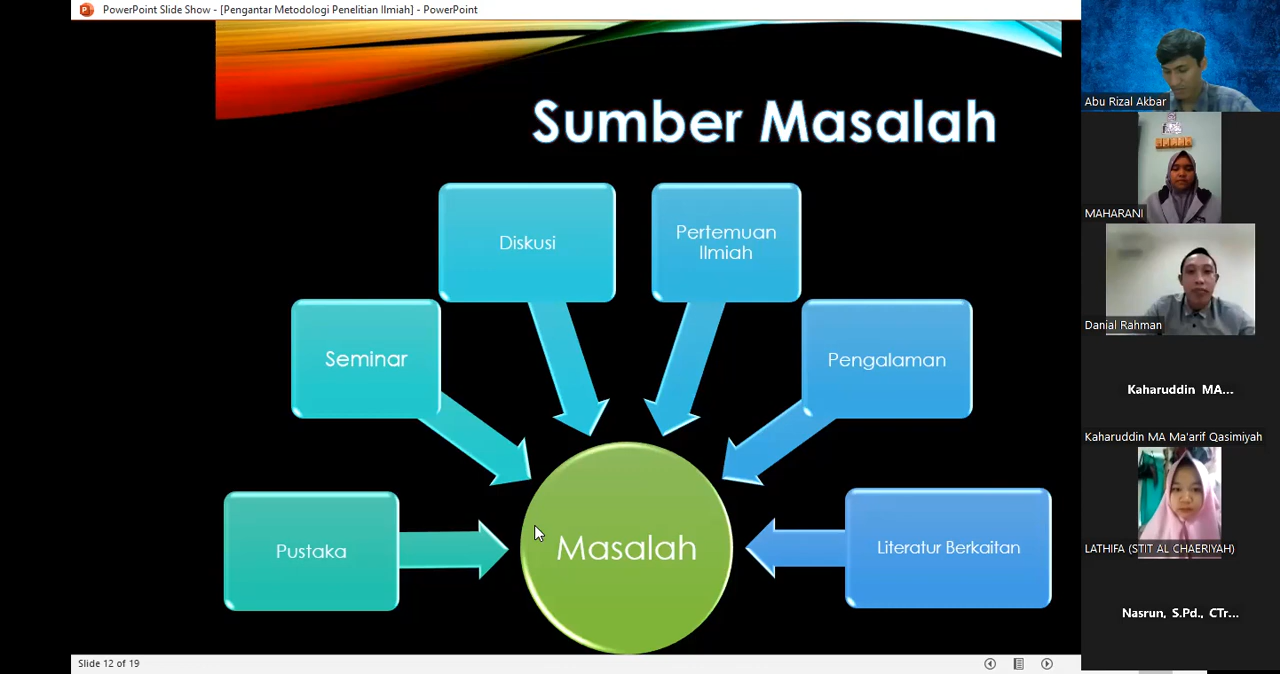 PowerPoint Slide Show - [Pengantar Metodologi Penelitian Ilmiah] - PowerPoint
Sumber Masalah
Diskusi
Pertemuan
Ilmiah
Seminar
Pengalaman
Pustaka
Masalah
Literatur Berkaitan
Slide 12 of 19
Abu Rizal Akbar
MAHARANI
Danial Rahman
Kaharuddin MA...
Kaharuddin MA Ma'arif Qasimiyah
LATHIFA (STIT AL CHAERIYAH)
Nasrun, S.Pd., CTr...